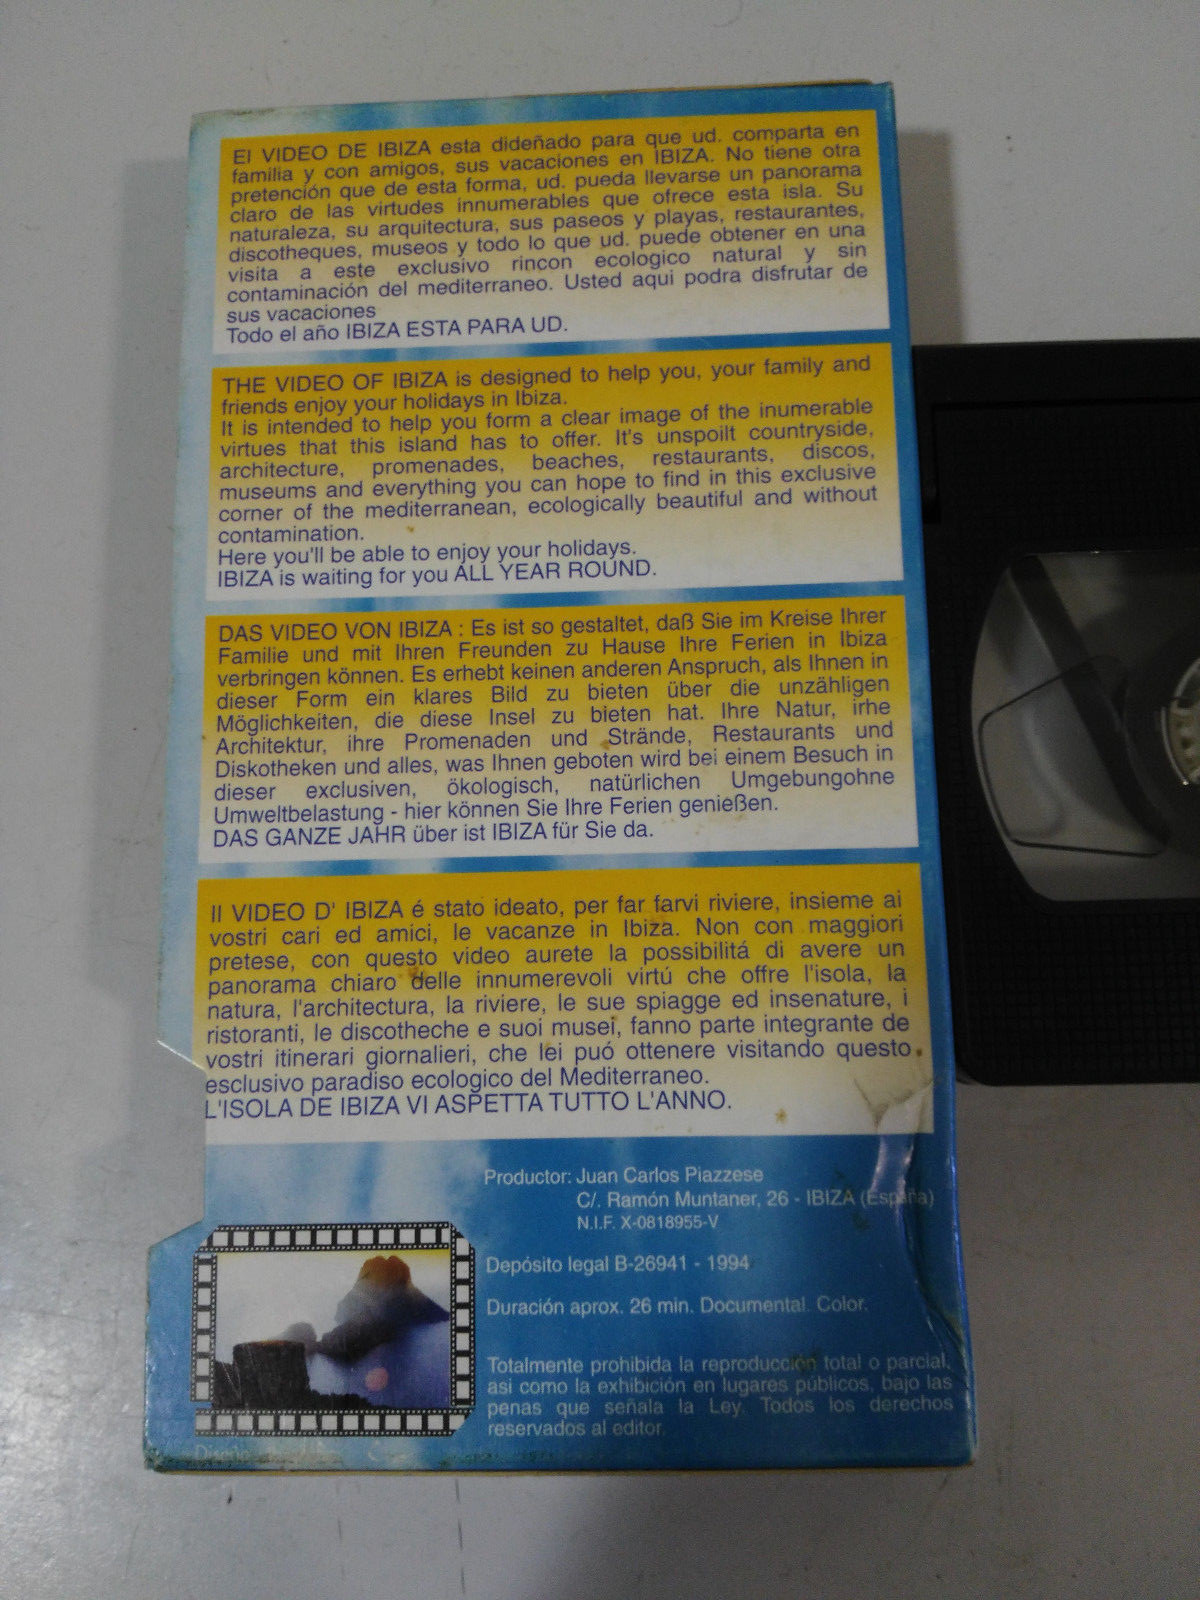 El VIDEO DE IBIZA esta dideñado para que ud. comparta en
familia y con amigos, sus vacaciones en IBIZA. No tiene otra
pretención que de esta forma, ud. pueda llevarse un panorama
claro de las virtudes innumerables que ofrece esta isla. Su
naturaleza, su arquitectura, sus paseos y playas, restaurantes,
discotheques, museos y todo lo que ud. puede obtener en una
visita a este exclusivo rincon ecologico natural y sin
contaminación del mediterraneo. Usted aqui podra disfrutar de
sus vacaciones
Todo el año IBIZA ESTA PARA UD.
THE VIDEO OF IBIZA is designed to help you, your family and
friends enjoy your holidays in Ibiza.
It is intended to help you form a clear image of the inumerable
virtues that this island has to offer. It's unspoilt countryside,
architecture, promenades, beaches, restaurants, discos,
museums and everything you can hope to find in this exclusive
corner of the mediterranean, ecologically beautiful and without
contamination.
Here you'll be able to enjoy your holidays.
IBIZA is waiting for you ALL YEAR ROUND.
DAS VIDEO VON IBIZA : Es ist so gestaltet, daß Sie im Kreise Ihrer
Familie und mit Ihren Freunden zu Hause Ihre Ferien in Ibiza
verbringen können. Es erhebt keinen anderen Anspruch, als Ihnen in
dieser Form ein klares Bild zu bieten über die unzähligen
Möglichkeiten, die diese Insel zu bieten hat. Ihre Natur, irhe
Architektur, ihre Promenaden und Strände, Restaurants und
Diskotheken und alles, was Ihnen geboten wird bei einem Besuch in
dieser exclusiven, ökologisch, natürlichen Umgebungohne
Umweltbelastung - hier können Sie Ihre Ferien genießen.
DAS GANZE JAHR über ist IBIZA für Sie da.
Il VIDEO D' IBIZA é stato ideato, per far farvi riviere, insieme ai
vostri cari ed amici, le vacanze in Ibiza. Non con maggiori
pretese, con questo video aurete la possibilitá di avere un
panorama chiaro delle innumerevoli virtú che offre l'isola, la
natura, l'architectura, la riviere, le sue spiagge ed insenature, i
ristoranti, le discotheche e suoi musei, fanno parte integrante de
vostri itinerari giornalieri, che lei puó ottenere visitando questo
esclusivo paradiso ecologico del Mediterraneo.
L'ISOLA DE IBIZA VI ASPETTA TUTTO L'ANNO.
Productor: Juan Carlos Piazzese
C/. Ramón Muntaner, 26 - IBIZA (España)
N.I.F. X-0818955-V
Depósito legal B-26941 - 1994
Duración aprox. 26 min. Documental. Color.
Totalmente prohibida la reproducción total o parcial,
asi como la exhibición en lugares públicos, bajo las
penas que señala la Ley. Todos los derechos
reservados al editor.